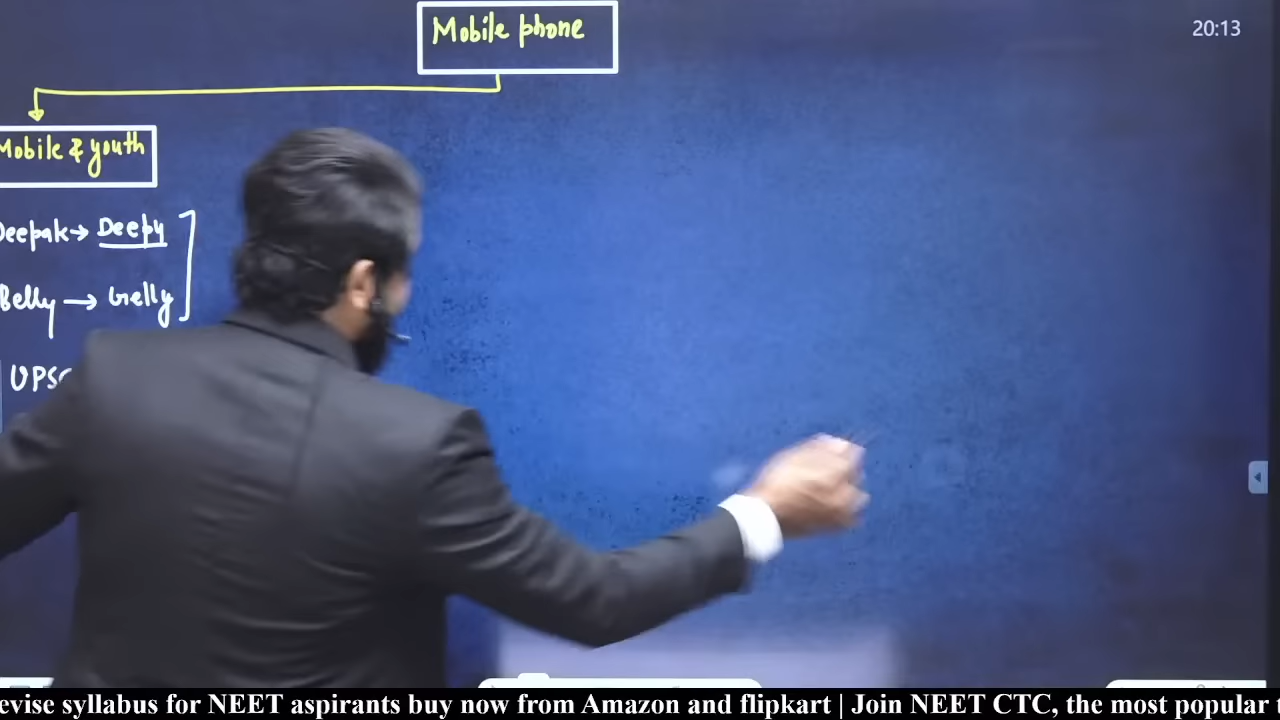 Mobile phone
20:13
Mobile & youth
Deepak → Deepy
Belly → Gelly
UPSC
evise syllabus for NEET aspirants buy now from Amazon and flipkart | Join NEET CTC, the most popular